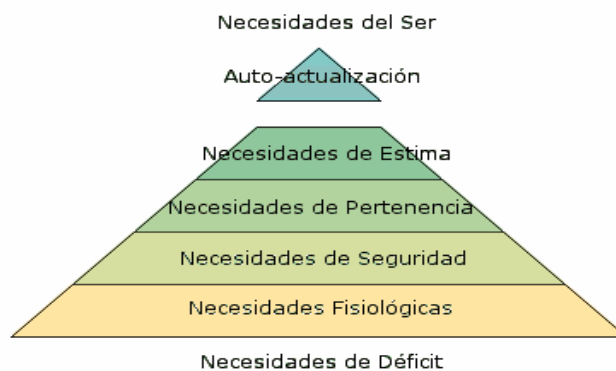 Necesidades del Ser
Auto-actualización
Necesidades de Estima
Necesidades de Pertenencia
Necesidades de Seguridad
Necesidades Fisiológicas
Necesidades de Déficit